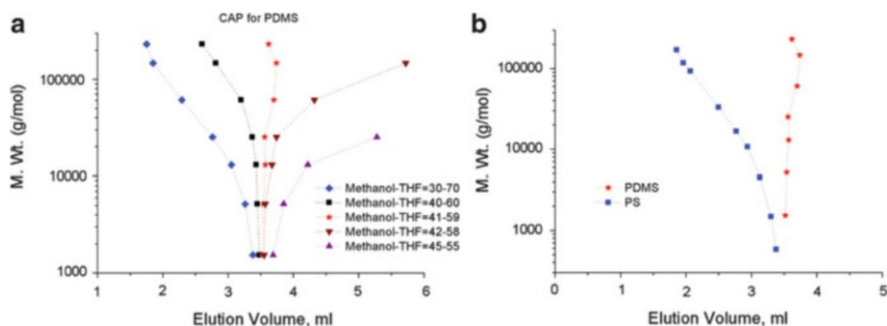 a
CAP for PDMS
M. Wt. (g/mol)
100000
10000
1000
1 2 3 4 5 6
Elution Volume, ml
Methanol-THF=30-70
Methanol-THF=40-60
Methanol-THF=41-59
Methanol-THF=42-58
Methanol-THF=45-55
b
M. Wt. (g/mol)
100000
10000
1000
0 1 2 3 4 5
Elution Volume, ml
PDMS
PS